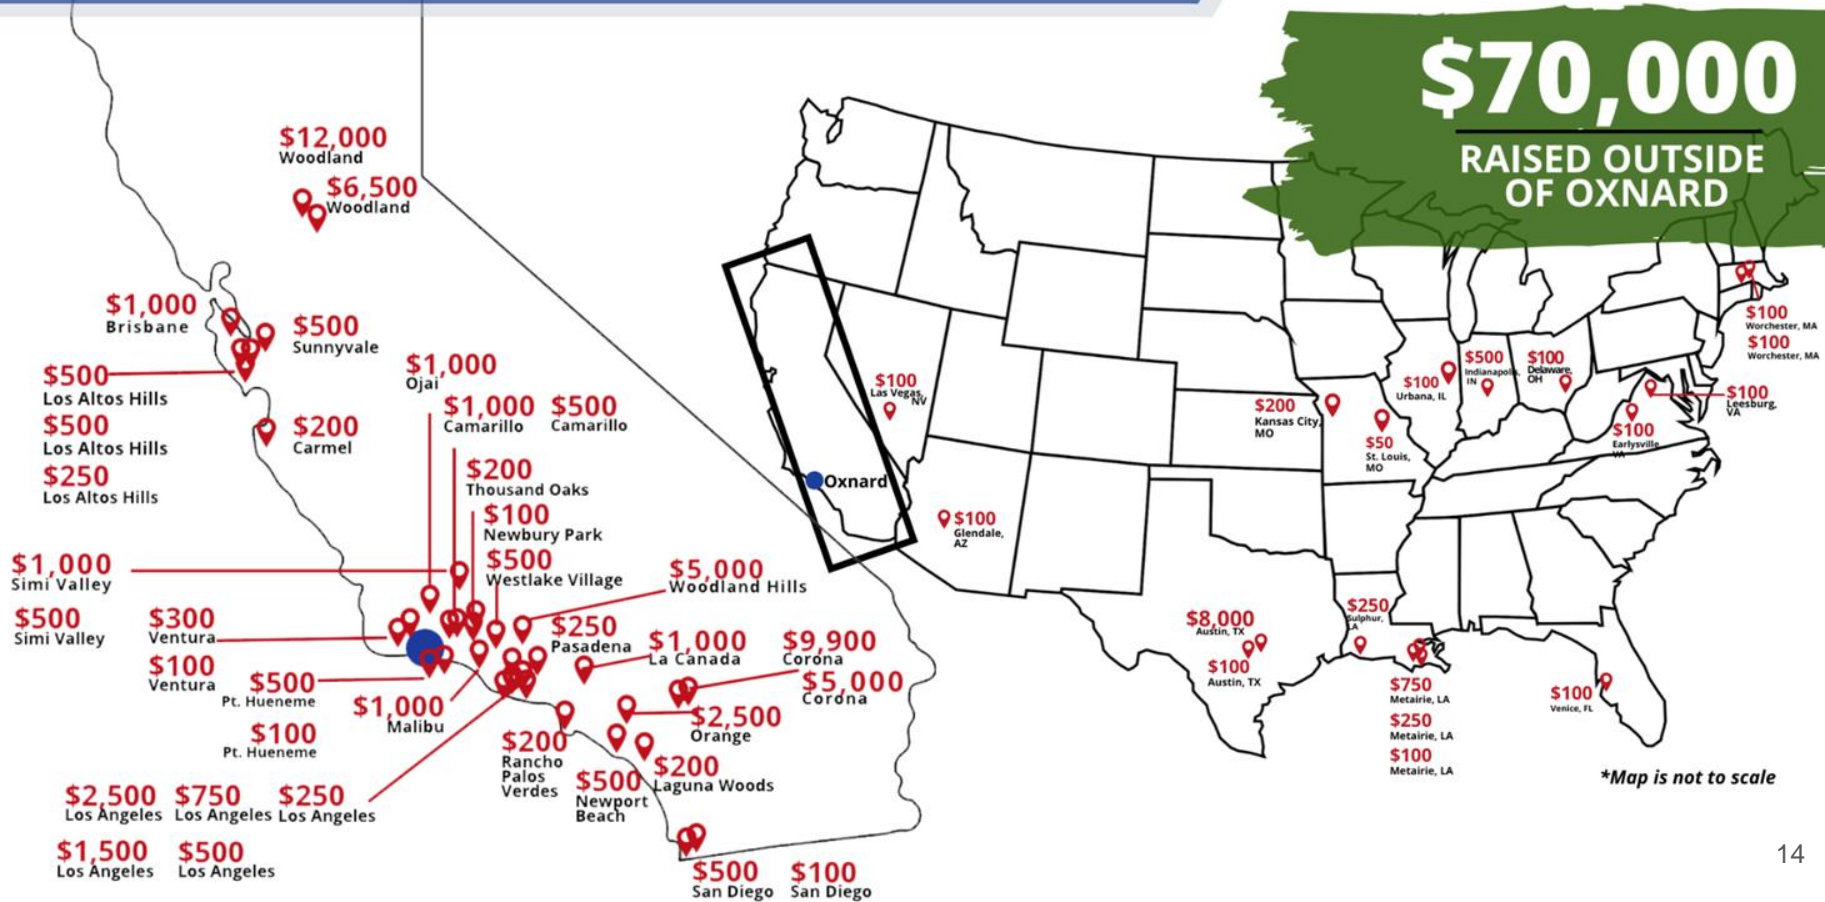 $70,000
RAISED OUTSIDE
OF OXNARD
$12,000
Woodland
$6,500
Woodland
$1,000
Brisbane
$500
Sunnyvale
$500
Los Altos Hills
$500
Los Altos Hills
$250
Los Altos Hills
$200
Carmel
$1,000
Ojai
$1,000
Camarillo
$500
Camarillo
$200
Thousand Oaks
$100
Newbury Park
$500
Westlake Village
$1,000
Simi Valley
$500
Simi Valley
$300
Ventura
$100
Ventura
$500
Pt. Hueneme
$100
Pt. Hueneme
$1,000
Malibu
$5,000
Woodland Hills
$250
Pasadena
$1,000
La Canada
$9,900
Corona
$5,000
Corona
$2,500
Orange
$200
Rancho
Palos
Verdes
$500
Newport
Beach
$200
Laguna Woods
$2,500
Los Angeles
$750
Los Angeles
$250
Los Angeles
$1,500
Los Angeles
$500
Los Angeles
$500
San Diego
$100
San Diego
Oxnard
$100
Las Vegas,
NV
$100
Glendale,
AZ
$200
Kansas City,
MO
$50
St. Louis,
MO
$100
Urbana, IL
$500
Indianapolis,
IN
$100
Delaware,
OH
$100
Worchester, MA
$100
Worchester, MA
$100
Leesburg,
VA
$100
Earlysville
VA
$8,000
Austin, TX
$100
Austin, TX
$250
Sulphur,
LA
$750
Metairie, LA
$250
Metairie, LA
$100
Metairie, LA
$100
Venice, FL
*Map is not to scale
14